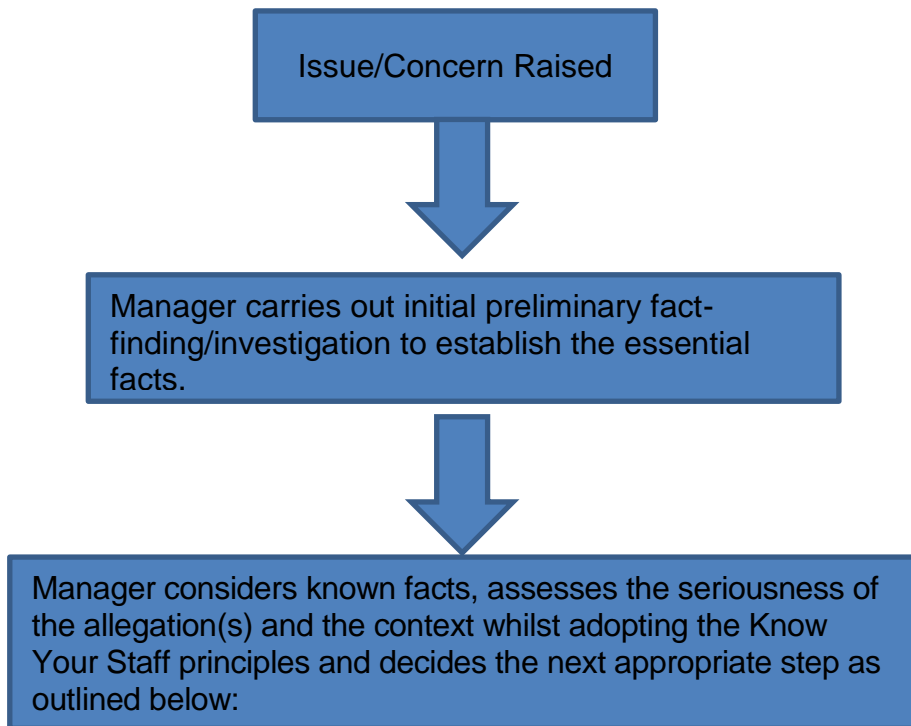 Issue/Concern Raised
Manager carries out initial preliminary fact-
finding/investigation to establish the essential
facts.
Manager considers known facts, assesses the seriousness of
the allegation(s) and the context whilst adopting the Know
Your Staff principles and decides the next appropriate step as
outlined below: